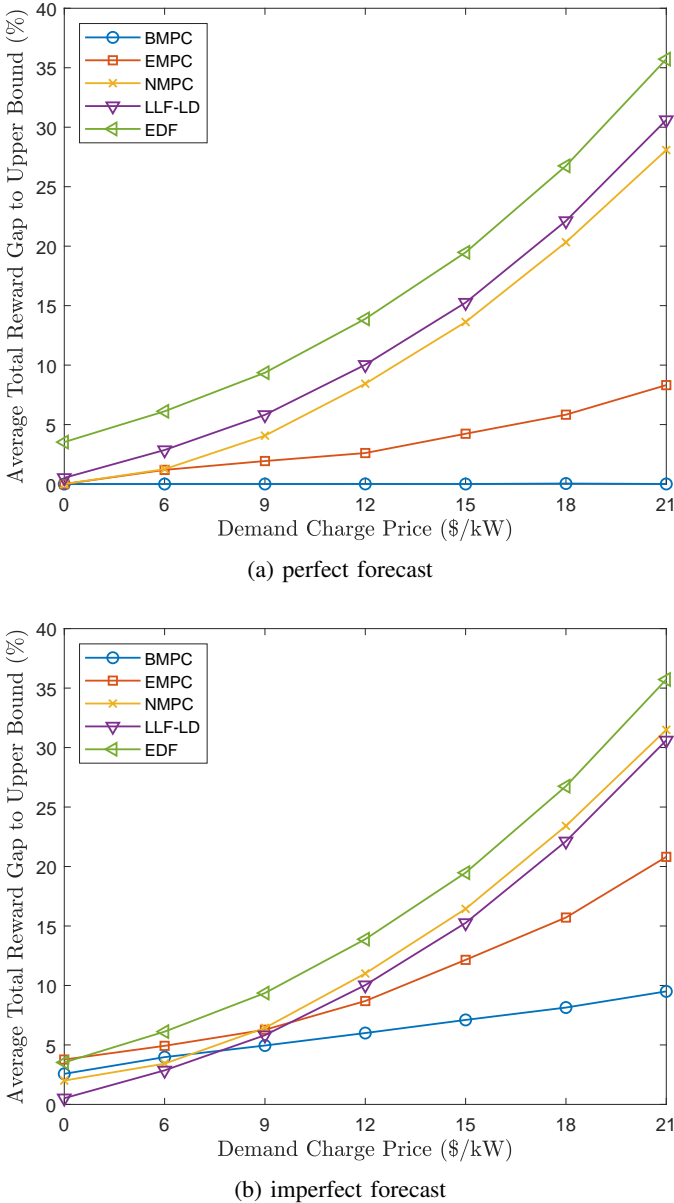 40
35
30
25
20
15
10
5
0
Average Total Reward Gap to Upper Bound (%)
BMPC
EMPC
NMPC
LLF-LD
EDF
0 6 9 12 15 18 21
Demand Charge Price ($/kW)
(a) perfect forecast
40
35
30
25
20
15
10
5
0
Average Total Reward Gap to Upper Bound (%)
BMPC
EMPC
NMPC
LLF-LD
EDF
0 6 9 12 15 18 21
Demand Charge Price ($/kW)
(b) imperfect forecast